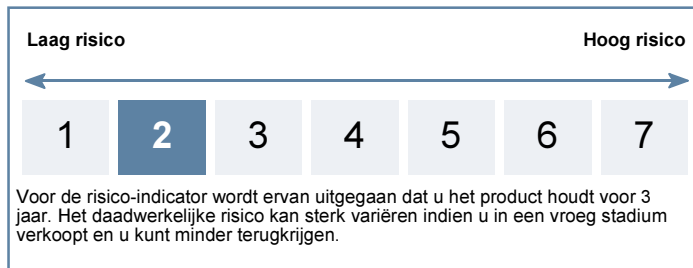 Laag risico Hoog risico
1 2 3 4 5 6 7
Voor de risico-indicator wordt ervan uitgegaan dat u het product houdt voor 3
jaar. Het daadwerkelijke risico kan sterk variëren indien u in een vroeg stadium
verkoopt en u kunt minder terugkrijgen.